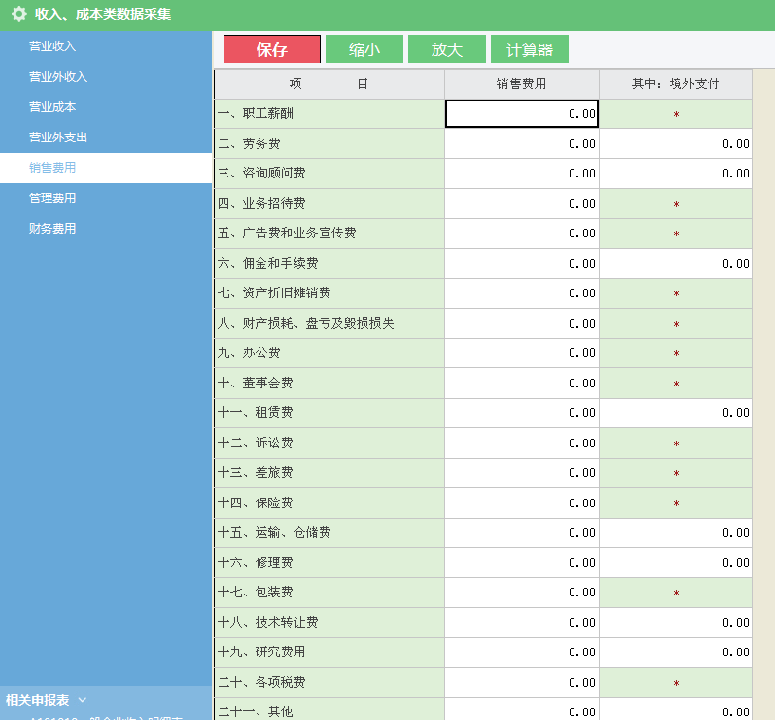 收入、成本类数据采集
营业收入
营业外收入
营业成本
营业外支出
销售费用
管理费用
财务费用
相关申报表
保存 缩小 放大 计算器
项 目 销售费用 其中: 境外支付
一、职工薪酬 0.00 *
二、劳务费 0.00 0.00
三、咨询顾问费 0.00 0.00
四、业务招待费 0.00 *
五、广告费和业务宣传费 0.00 *
六、佣金和手续费 0.00 0.00
七、资产折旧摊销费 0.00 *
八、财产损耗、盘亏及毁损损失 0.00 *
九、办公费 0.00 *
十、董事会费 0.00 *
十一、租赁费 0.00 0.00
十二、诉讼费 0.00 *
十三、差旅费 0.00 *
十四、保险费 0.00 *
十五、运输、仓储费 0.00 0.00
十六、修理费 0.00 0.00
十七、包装费 0.00 *
十八、技术转让费 0.00 0.00
十九、研究费用 0.00 0.00
二十、各项税费 0.00 *
二十一、其他 0.00 0.00